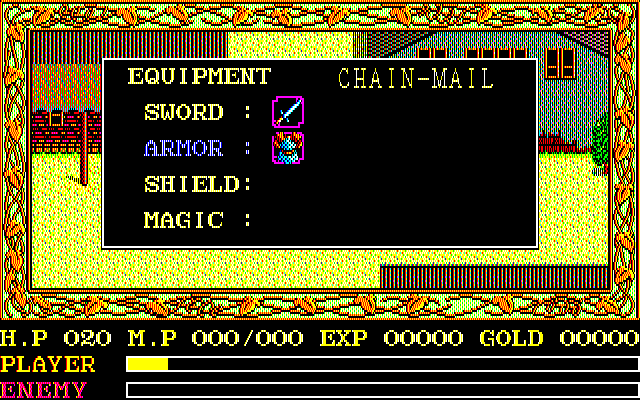 EQUIPMENT CHAIN-MAIL
SWORD :
ARMOR :
SHIELD:
MAGIC :
H.P 020 M.P 000/000 EXP 00000 GOLD 00000
PLAYER
ENEMY